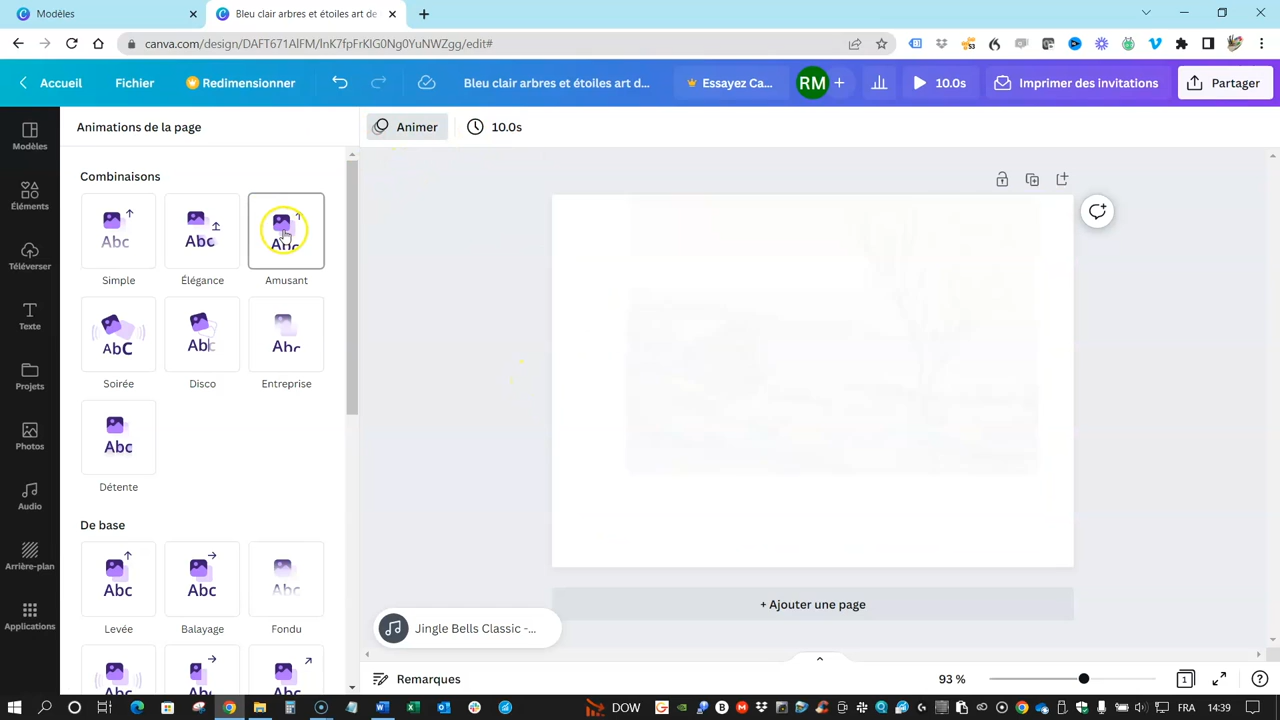 Modèles
Bleu clair arbres et étoiles art de
canva.com/design/DAFT671AlFM/lnK7fpFrKIG0Ng0YuNWZgg/edit#
Accueil
Fichier
Redimensionner
Bleu clair arbres et étoiles art d...
Essayez Ca...
RM
10.0s
Imprimer des invitations
Partager
Modèles
Éléments
Téléverser
Texte
Projets
Photos
Audio
Arrière-plan
Applications
Animations de la page
Animer
10.0s
Combinaisons
Abc
Abc
Abc
Simple
Élégance
Amusant
AbC
Ab
Abc
Soirée
Disco
Entreprise
Abc
Détente
De base
Abc
Abc
Abc
Levée
Balayage
Fondu
+ Ajouter une page
Jingle Bells Classic -...
Remarques
93 %
1
DOW
FRA
14:39